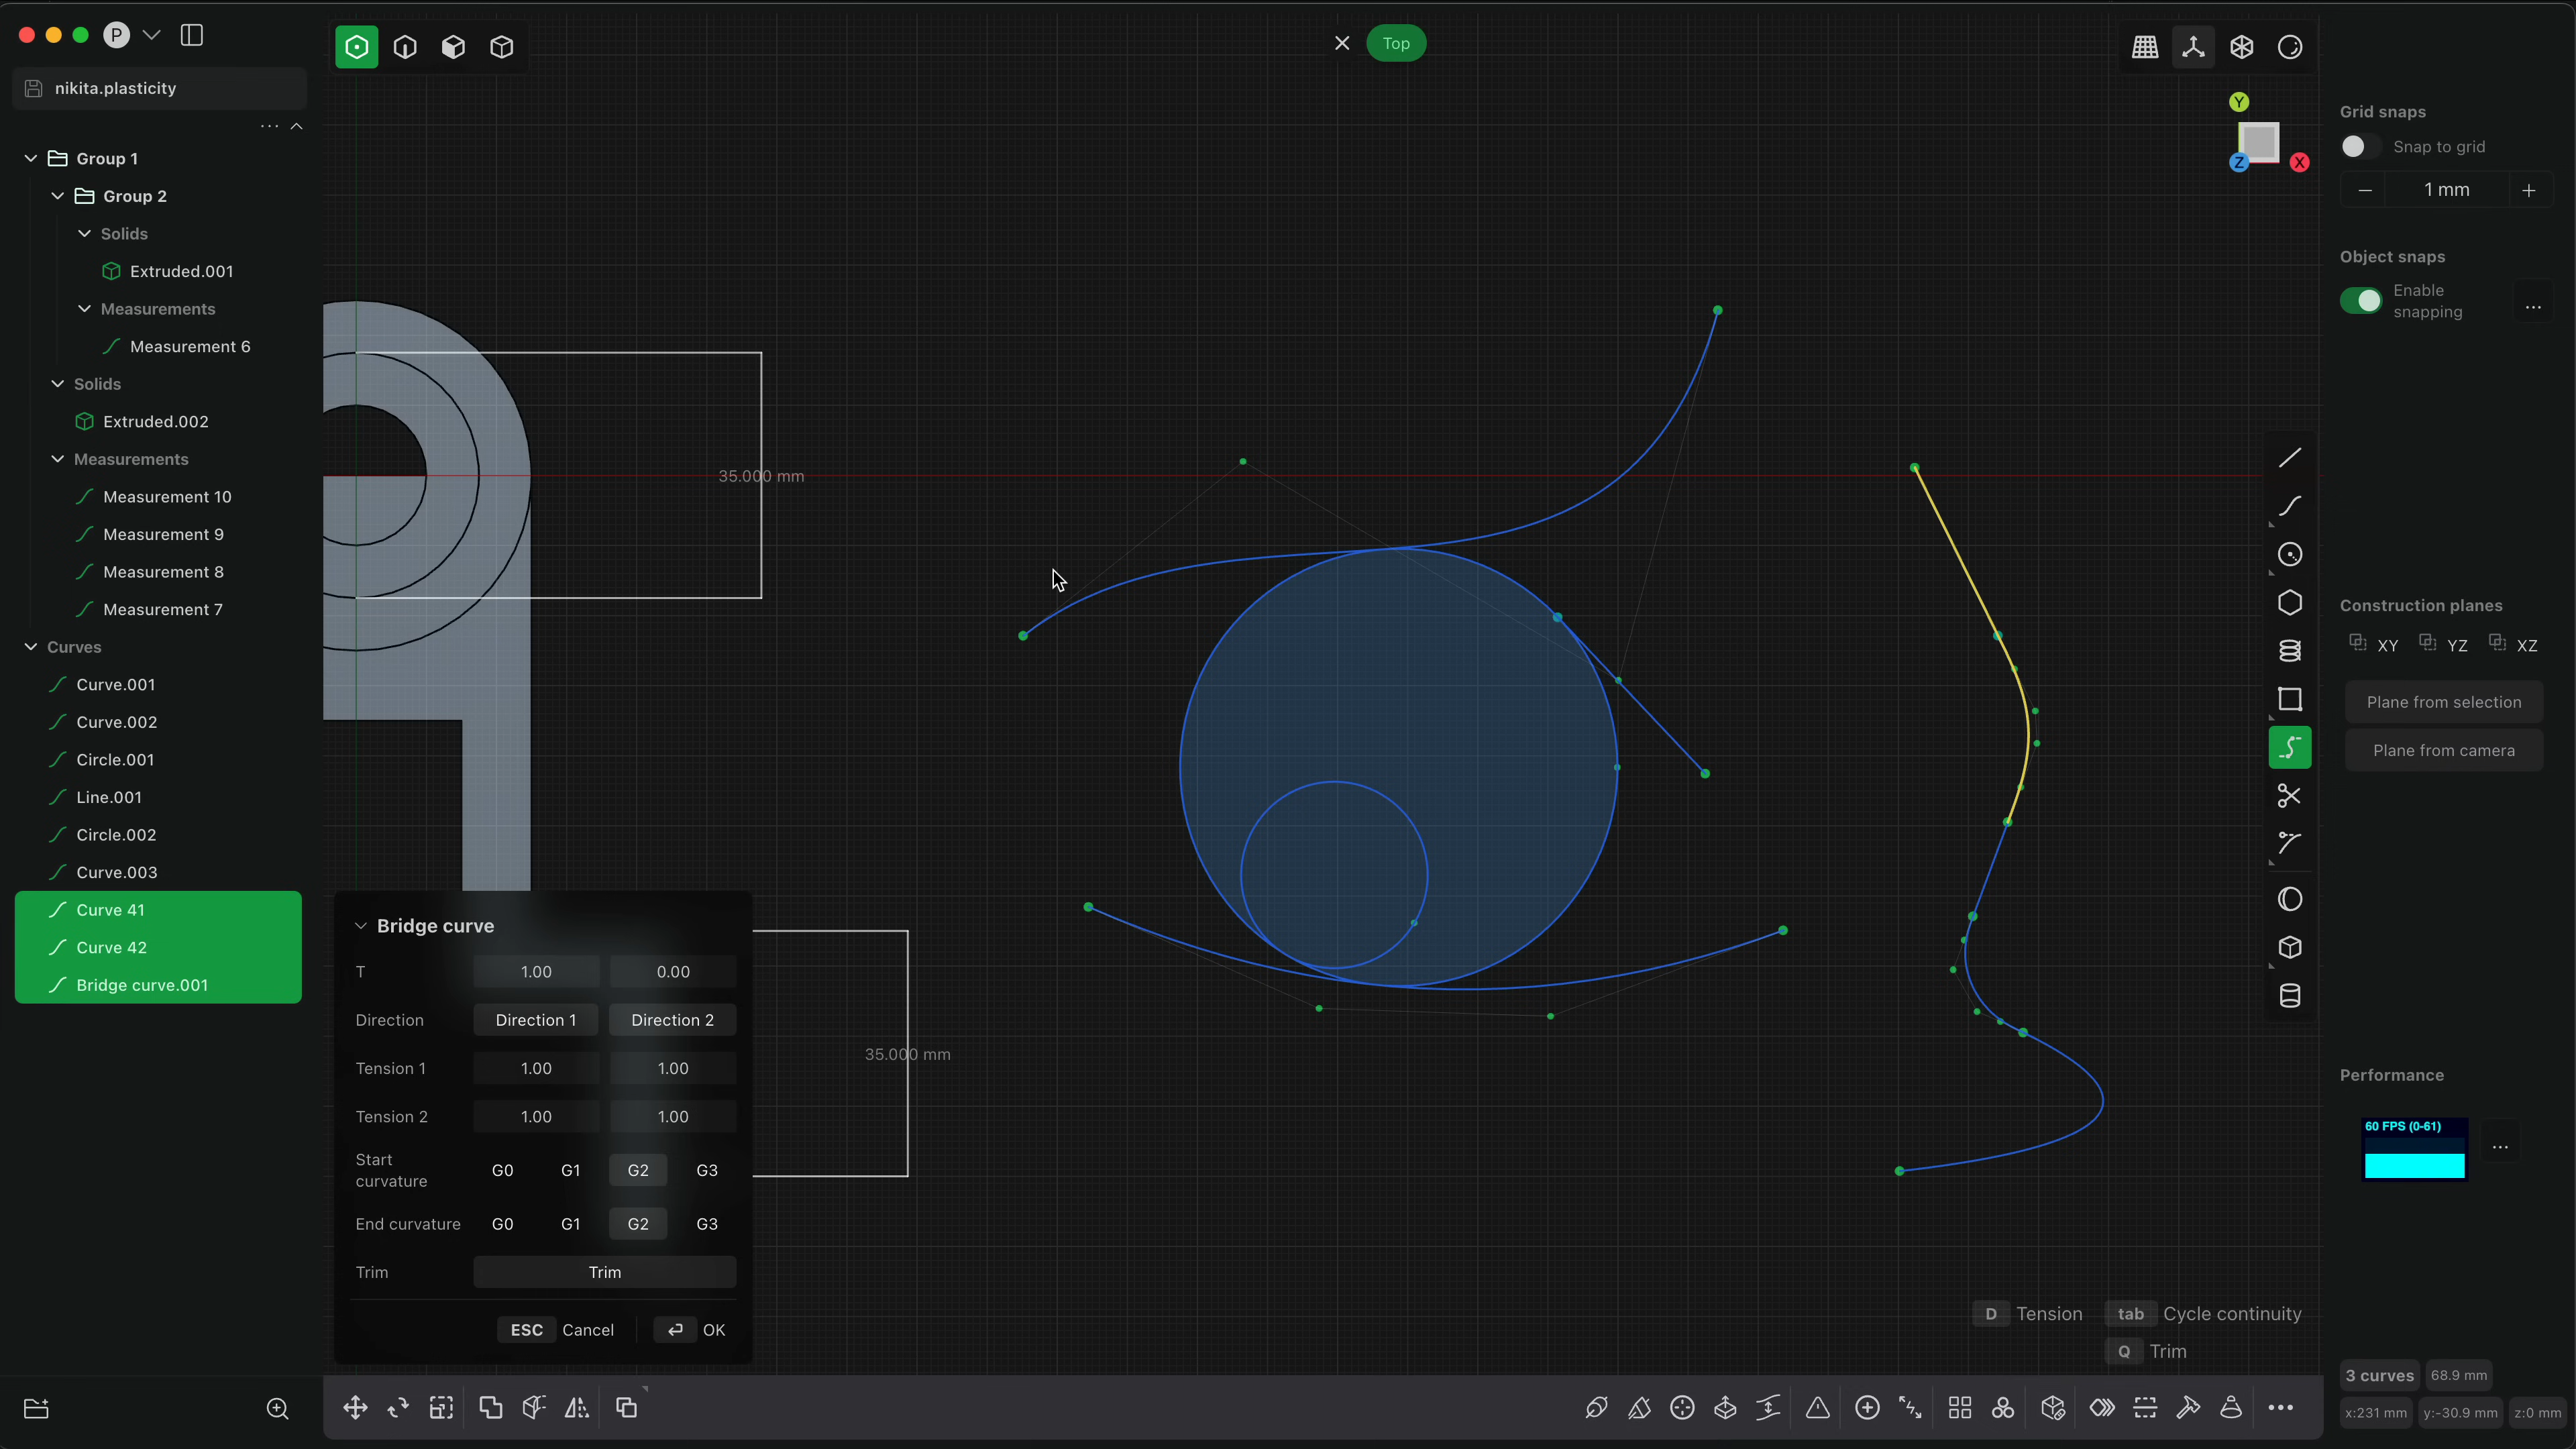 P
nikita.plasticity
Group 1
Group 2
Solids
Extruded.001
Measurements
Measurement 6
Solids
Extruded.002
Measurements
Measurement 10
Measurement 9
Measurement 8
Measurement 7
Curves
Curve.001
Curve.002
Circle.001
Line.001
Circle.002
Curve.003
Curve 41
Curve 42
Bridge curve.001
Top
35.000 mm
35.000 mm
Bridge curve
T 1.00 0.00
Direction Direction 1 Direction 2
Tension 1 1.00 1.00
Tension 2 1.00 1.00
Start curvature G0 G1 G2 G3
End curvature G0 G1 G2 G3
Trim Trim
ESC Cancel OK
Y
Z X
D Tension tab Cycle continuity
Q Trim
Grid snaps
Snap to grid
1 mm
Object snaps
Enable
snapping
Construction planes
XY YZ XZ
Plane from selection
Plane from camera
Performance
60 FPS (0-61)
3 curves 68.9 mm
x:231 mm y:-30.9 mm z:0 mm